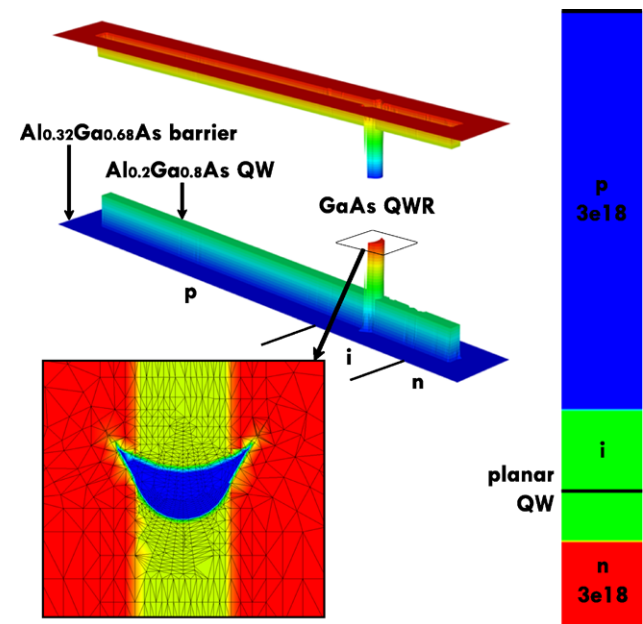 Al0.32Ga0.68As barrier
Al0.2Ga0.8As QW
GaAs QWR
p
i
n
p
3e18
i
planar
QW
n
3e18